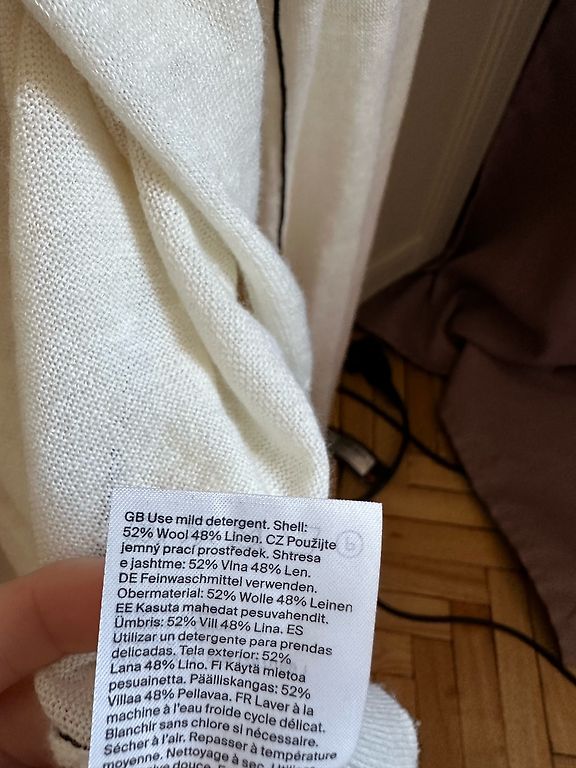 GB Use mild detergent. Shell:
52% Wool 48% Linen. CZ Použijte
jemný prací prostředek. Shtresa
e jashtme: 52% Vlna 48% Len.
DE Feinwaschmittel verwenden.
Obermaterial: 52% Wolle 48% Leinen
EE Kasuta mahedat pesuvahendit.
Ümbris: 52% Vill 48% Lina. ES
Utilizar un detergente para prendas
delicadas. Tela exterior: 52%
Lana 48% Lino. FI Käytä mietoa
pesuainetta. Päälliskangas: 52%
Villaa 48% Pellavaa. FR Laver à la
machine à l'eau froide cycle délicat.
Blanchir sans chlore si nécessaire.
Sécher à l'air. Repasser à température
moyenne. Nettoyage à sec.
douce.